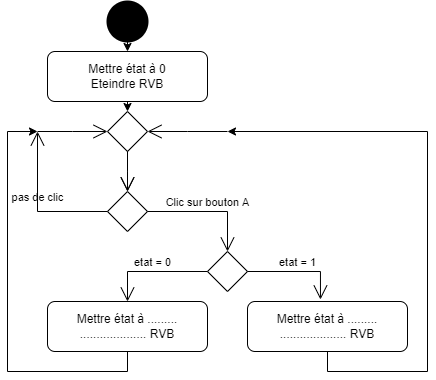 Mettre état à 0
Eteindre RVB
pas de clic
Clic sur bouton A
etat = 0
etat = 1
Mettre état à .........
.................... RVB
Mettre état à .........
.................... RVB